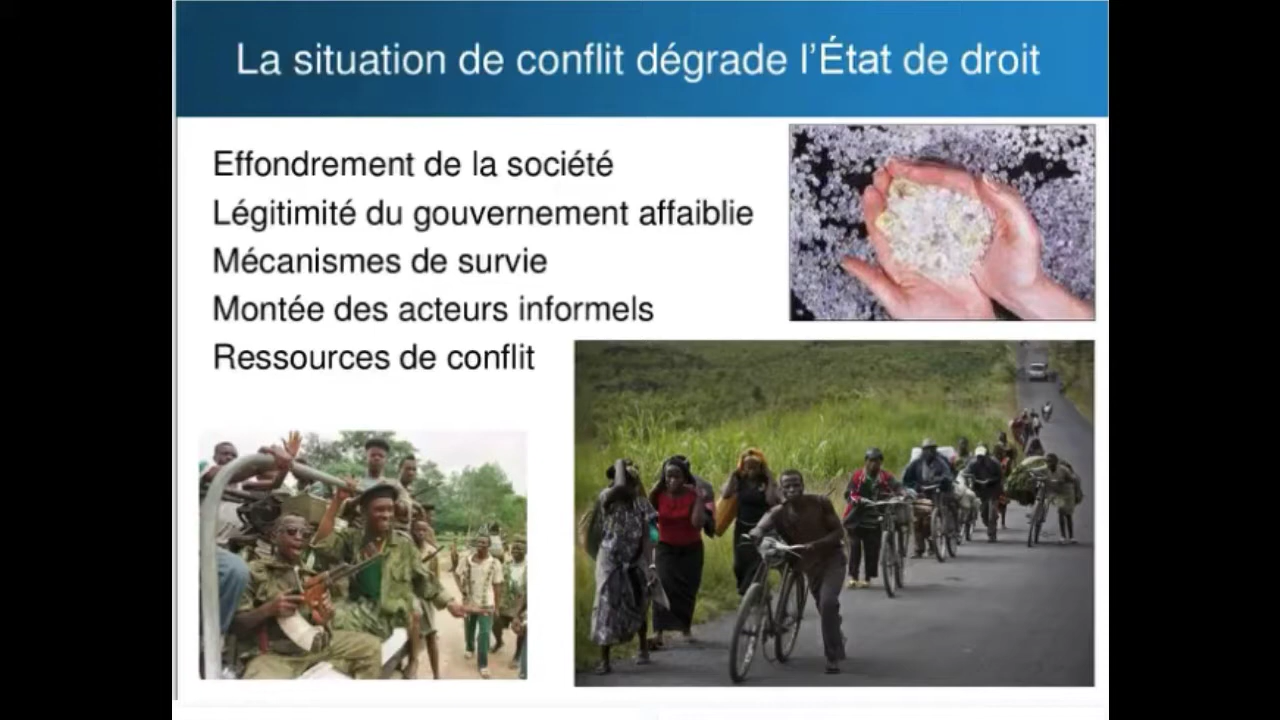 La situation de conflit dégrade l'État de droit
Effondrement de la société
Légitimité du gouvernement affaiblie
Mécanismes de survie
Montée des acteurs informels
Ressources de conflit